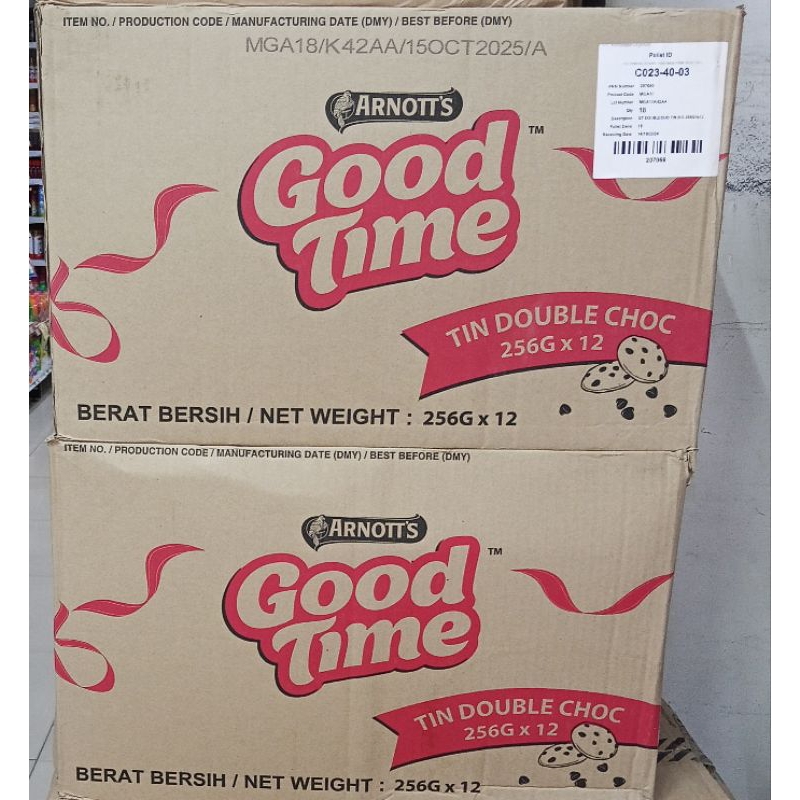 ITEM NO. / PRODUCTION CODE / MANUFACTURING DATE (DMY) / BEST BEFORE (DMY)
MGA18/K42AA/15OCT2025/A
Pallet ID
C023-40-03
207066
ARNOTT'S
Good
Time
TM
TIN DOUBLE CHOC
256G x 12
BERAT BERSIH / NET WEIGHT : 256G x 12
ITEM NO. / PRODUCTION CODE / MANUFACTURING DATE (DMY) / BEST BEFORE (DMY)
ARNOTT'S
Good
Time
TM
TIN DOUBLE CHOC
256G x 12
BERAT BERSIH / NET WEIGHT : 256G x 12